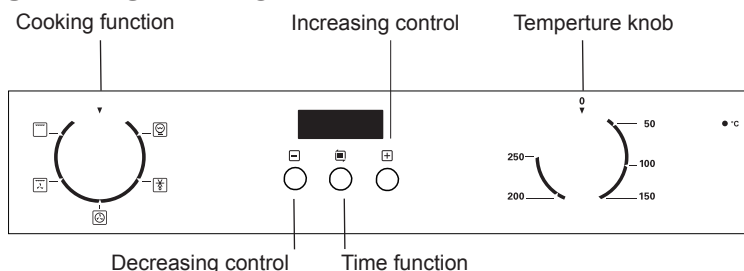 Cooking function
Increasing control
Temperture knob
0
50
°C
100
150
200
250
Decreasing control
Time function